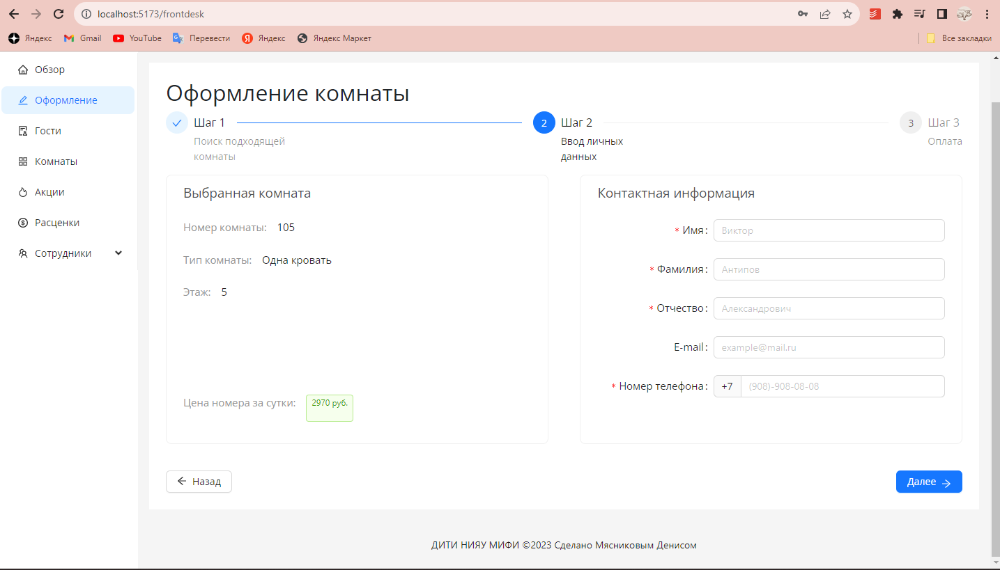 localhost:5173/frontdesk
Яндекс Gmail YouTube Перевести Яндекс Яндекс Маркет Все закладки
Обзор
Оформление
Гости
Комнаты
Акции
Расценки
Сотрудники
Оформление комнаты
Шаг 1
Поиск подходящей
комнаты
2 Шаг 2
Ввод личных
данных
3 Шаг 3
Оплата
Выбранная комната
Номер комнаты: 105
Тип комнаты: Одна кровать
Этаж: 5
Цена номера за сутки: 2970 руб.
Контактная информация
* Имя: Виктор
* Фамилия: Антипов
* Отчество: Александрович
E-mail: example@mail.ru
* Номер телефона: +7 (908)-908-08-08
Назад
Далее
ДИТИ НИЯУ МИФИ ©2023 Сделано Мясниковым Денисом